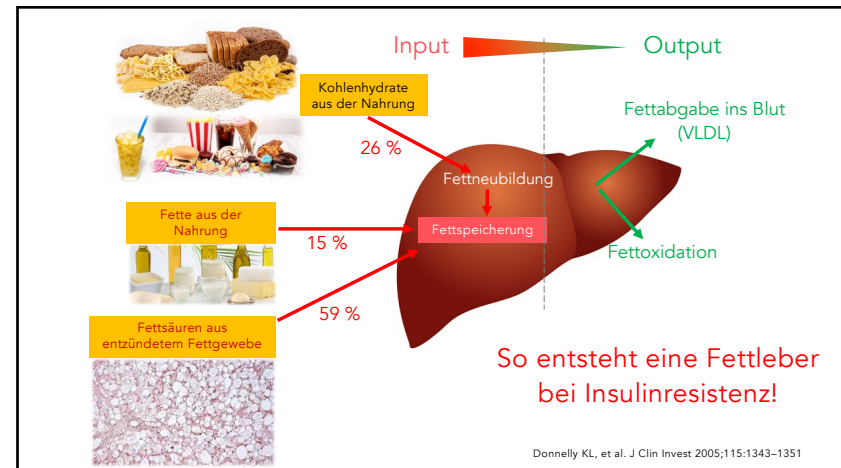 Input
Output
Kohlenhydrate
aus der Nahrung
26 %
Fettneubildung
Fettabgabe ins Blut
(VLDL)
Fette aus der
Nahrung
15 %
Fettspeicherung
Fettoxidation
59 %
Fettsäuren aus
entzündetem Fettgewebe
So entsteht eine Fettleber
bei Insulinresistenz!
Donnelly KL, et al. J Clin Invest 2005;115:1343–1351